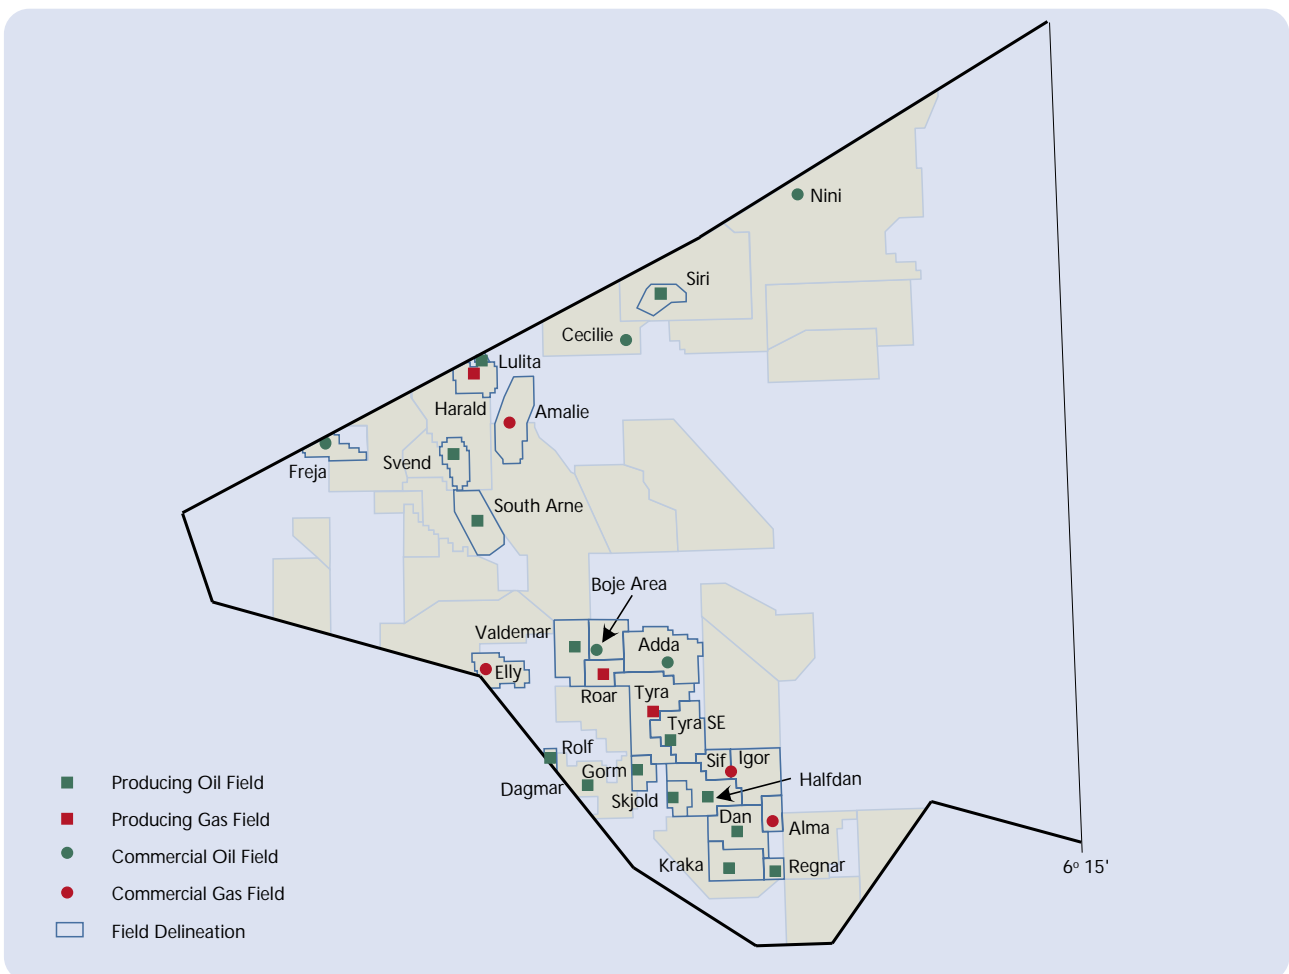 Nini
Siri
Cecilie
Lulita
Harald
Amalie
Freja
Svend
South Arne
Boje Area
Valdemar
Adda
Elly
Roar
Tyra
Tyra SE
Rolf
Sif
Igor
Gorm
Halfdan
Dagmar
Skjold
Dan
Alma
Kraka
Regnar
6º 15'
Producing Oil Field
Producing Gas Field
Commercial Oil Field
Commercial Gas Field
Field Delineation